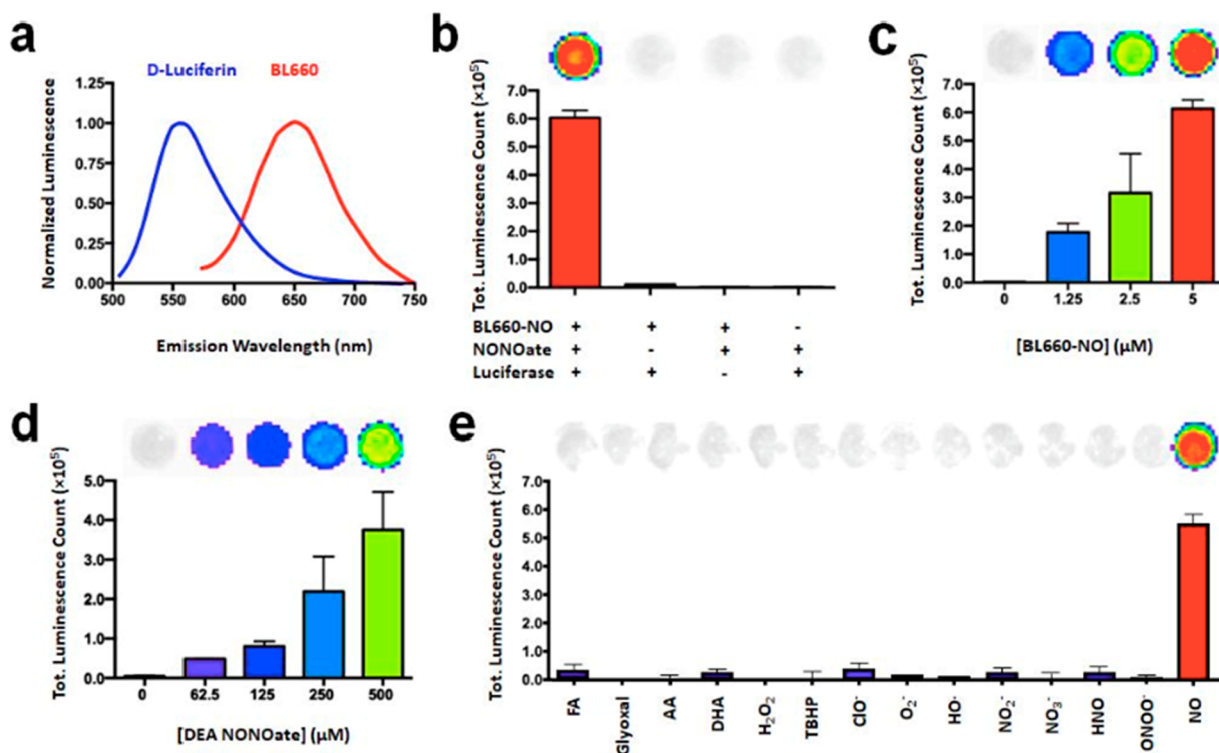 a
D-Luciferin BL660
Normalized Luminescence
1.25
1.00
0.75
0.50
0.25
0.00
500 550 600 650 700 750
Emission Wavelength (nm)
b
Tot. Luminescence Count (×10⁵)
7.0
6.0
5.0
4.0
3.0
2.0
1.0
0.0
BL660-NO + + + -
NONOate + - + +
Luciferase + + - +
c
Tot. Luminescence Count (×10⁵)
7.0
6.0
5.0
4.0
3.0
2.0
1.0
0.0
0 1.25 2.5 5
[BL660-NO] (μM)
d
Tot. Luminescence Count (×10⁵)
5.0
4.0
3.0
2.0
1.0
0.0
0 62.5 125 250 500
[DEA NONOate] (μM)
e
Tot. Luminescence Count (×10⁵)
7.0
6.0
5.0
4.0
3.0
2.0
1.0
0.0
FA
Glyoxal
AA
DHA
H₂O₂
TBHP
ClO⁻
O₂⁻
HO·
NO₂⁻
NO₃⁻
HNO
ONOO⁻
NO